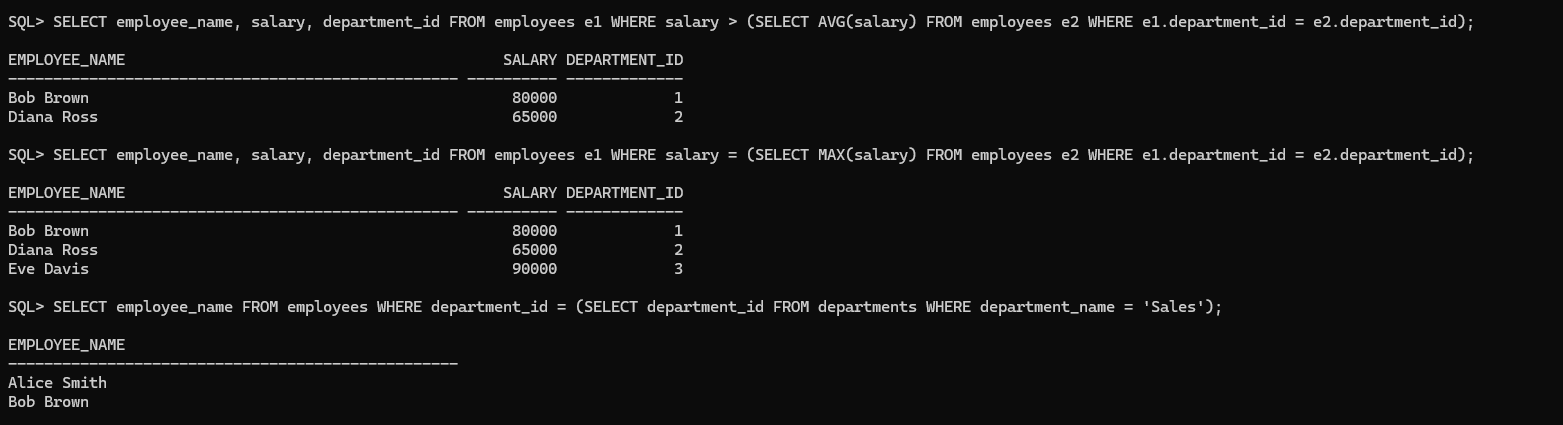 SQL> SELECT employee_name, salary, department_id FROM employees e1 WHERE salary > (SELECT AVG(salary) FROM employees e2 WHERE e1.department_id = e2.department_id);
EMPLOYEE_NAME SALARY DEPARTMENT_ID
-------------------------------------------------- ---------- -------------
Bob Brown 80000 1
Diana Ross 65000 2
SQL> SELECT employee_name, salary, department_id FROM employees e1 WHERE salary = (SELECT MAX(salary) FROM employees e2 WHERE e1.department_id = e2.department_id);
EMPLOYEE_NAME SALARY DEPARTMENT_ID
-------------------------------------------------- ---------- -------------
Bob Brown 80000 1
Diana Ross 65000 2
Eve Davis 90000 3
SQL> SELECT employee_name FROM employees WHERE department_id = (SELECT department_id FROM departments WHERE department_name = 'Sales');
EMPLOYEE_NAME
--------------------------------------------------
Alice Smith
Bob Brown